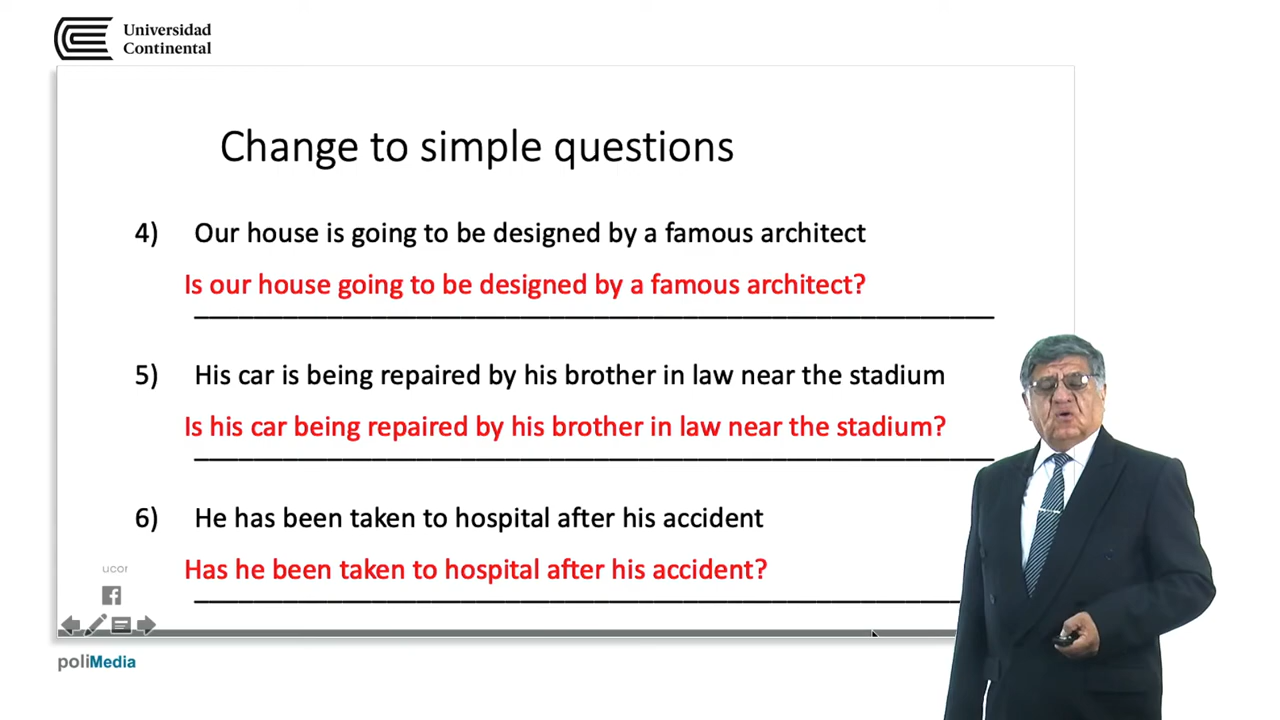 Universidad
Continental
Change to simple questions
4) Our house is going to be designed by a famous architect
Is our house going to be designed by a famous architect?
5) His car is being repaired by his brother in law near the stadium
Is his car being repaired by his brother in law near the stadium?
6) He has been taken to hospital after his accident
Has he been taken to hospital after his accident?
ucor
poliMedia